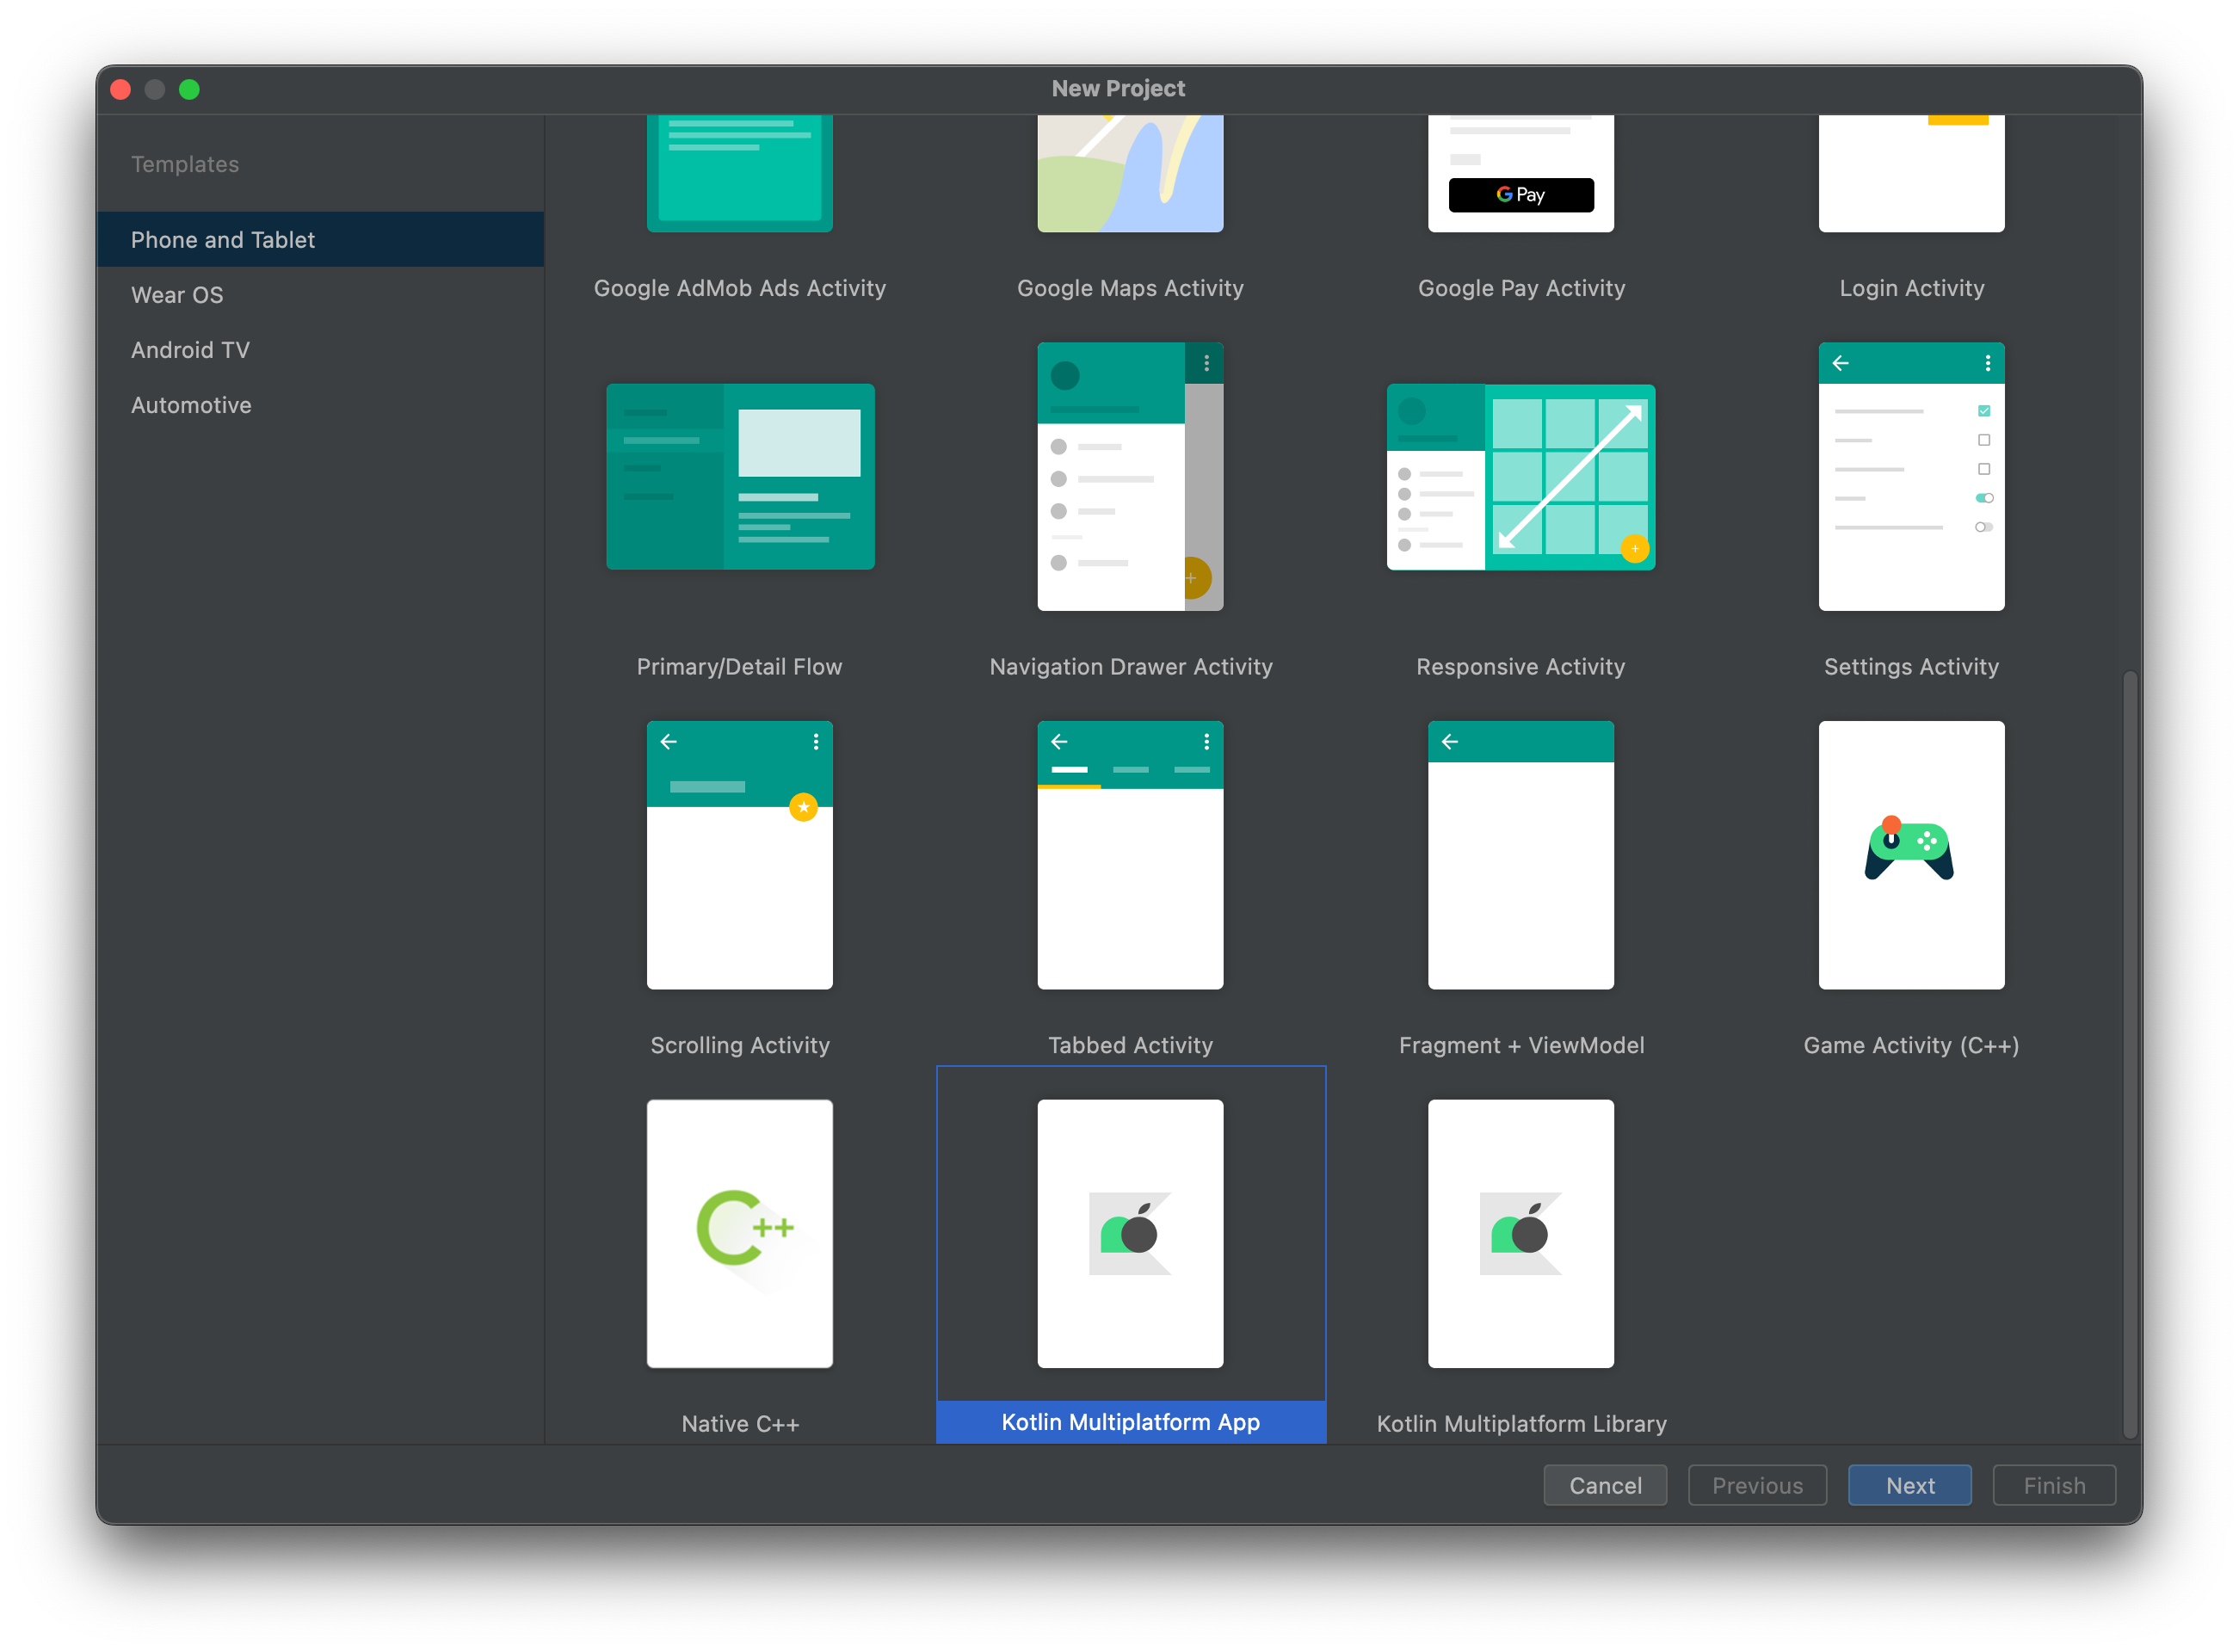 New Project
Templates
Phone and Tablet
Wear OS
Android TV
Automotive
G Pay
Google AdMob Ads Activity
Google Maps Activity
Google Pay Activity
Login Activity
Primary/Detail Flow
Navigation Drawer Activity
Responsive Activity
Settings Activity
Scrolling Activity
Tabbed Activity
Fragment + ViewModel
Game Activity (C++)
C++
Native C++
Kotlin Multiplatform App
Kotlin Multiplatform Library
Cancel
Previous
Next
Finish